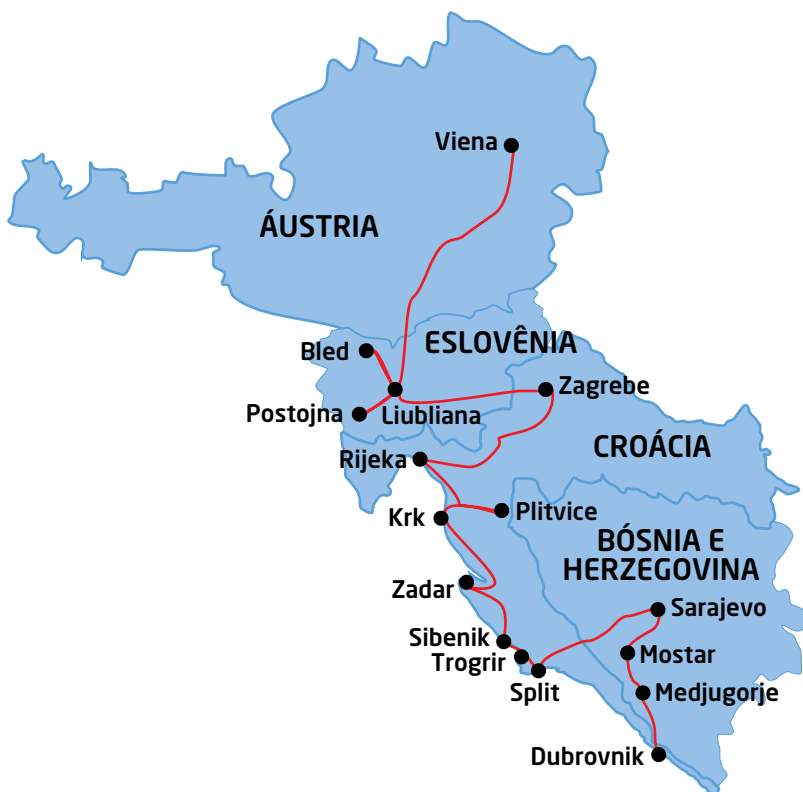 Viena
ÁUSTRIA
ESLOVÊNIA
Bled
Zagrebe
Postojna
Liubliana
CROÁCIA
Rijeka
Plitvice
Krk
BÓSNIA E
HERZEGOVINA
Zadar
Sarajevo
Sibenik
Trogrir
Mostar
Split
Medjugorje
Dubrovnik